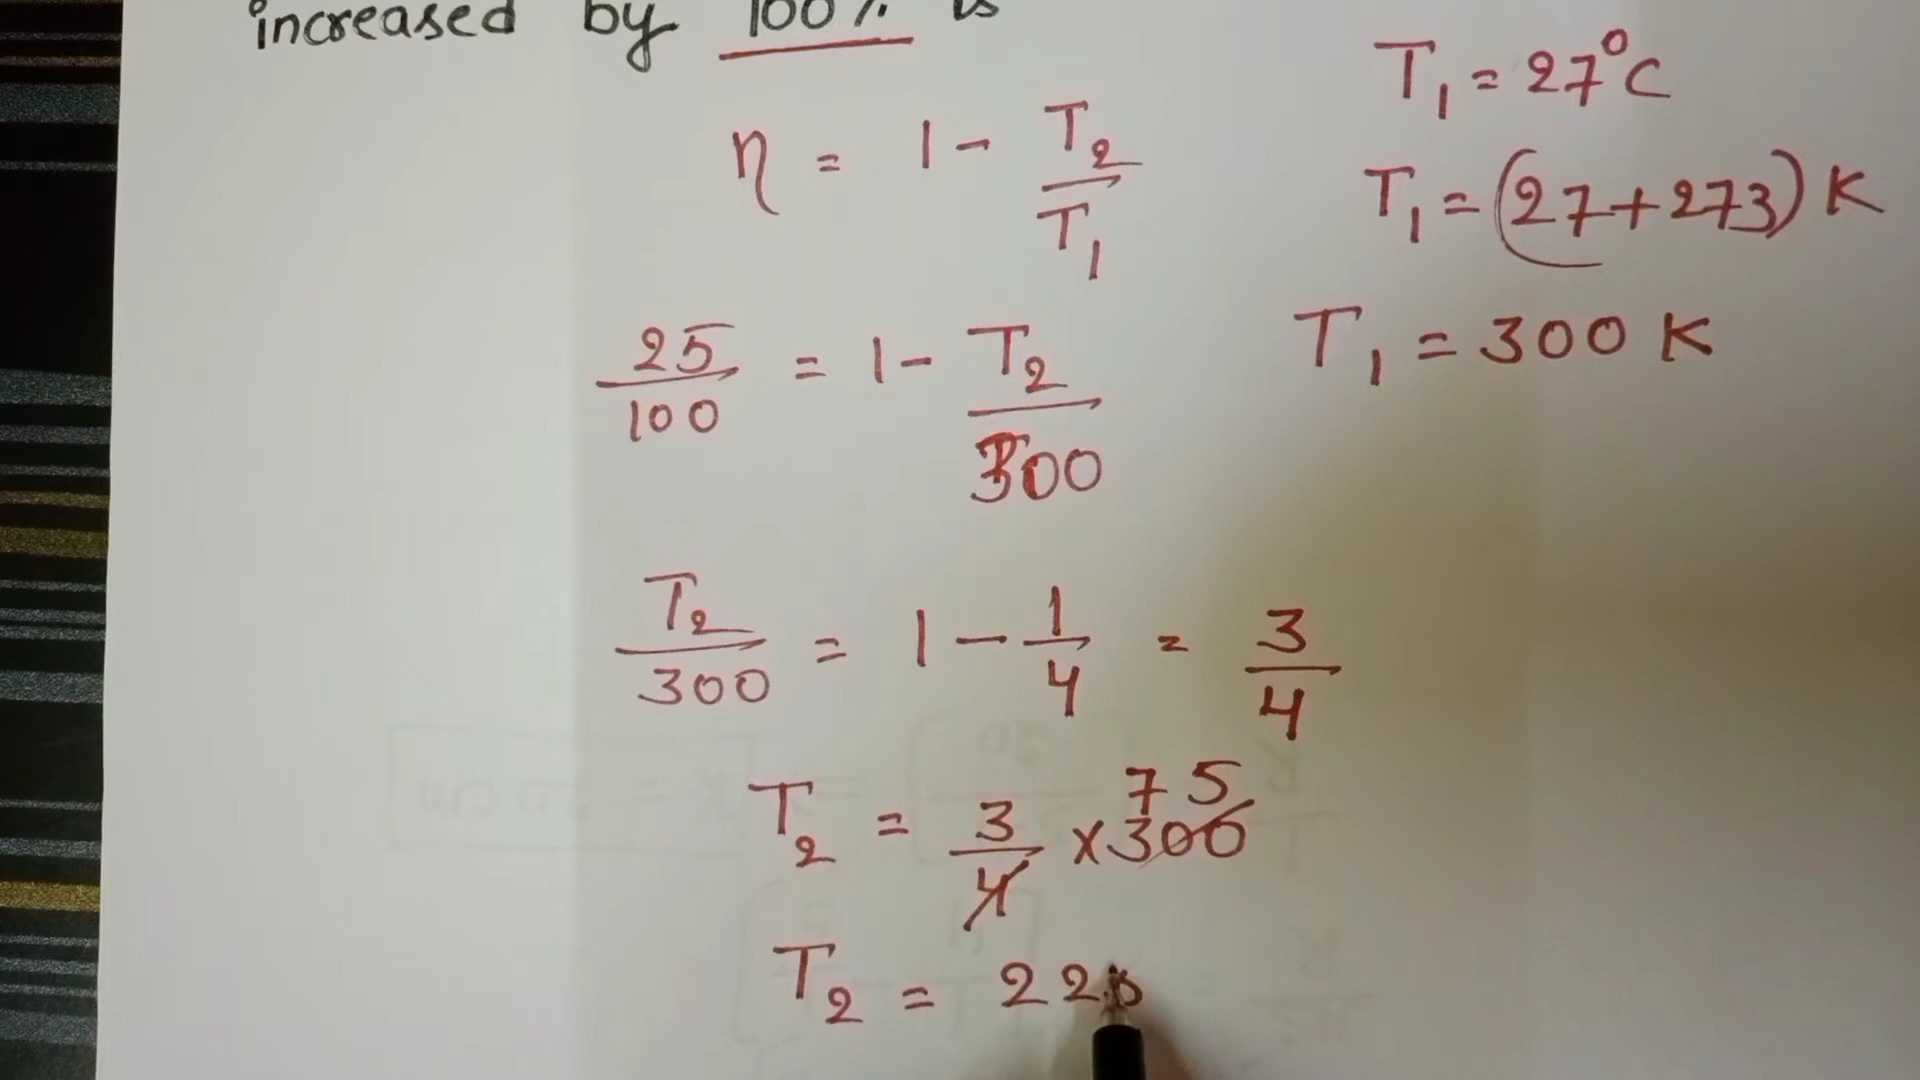 increased by 100% is
T₁ = 27°C
η = 1 - T₂/T₁
T₁ = (27+273) K
25/100 = 1 - T₂/300
T₁ = 300 K
T₂/300 = 1 - 1/4 = 3/4
75
T₂ = 3/4 × 300
T₂ = 22